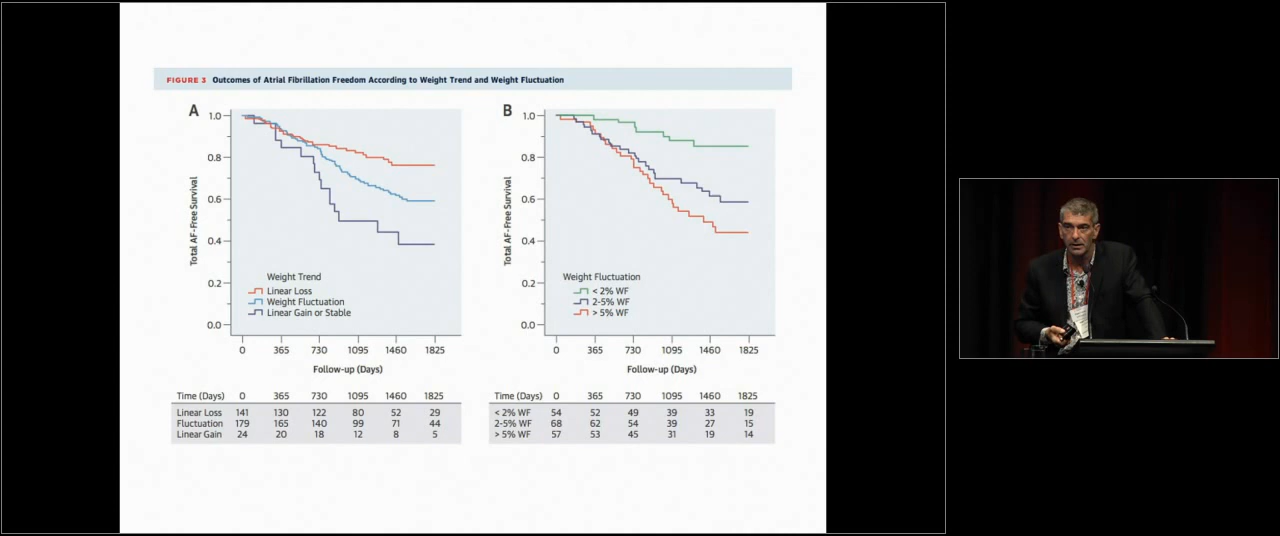 FIGURE 3 Outcomes of Atrial Fibrillation Freedom According to Weight Trend and Weight Fluctuation
A
Total AF-Free Survival
1.0
0.8
0.6
0.4
0.2
0.0
Weight Trend
Linear Loss
Weight Fluctuation
Linear Gain or Stable
0 365 730 1095 1460 1825
Follow-up (Days)
Time (Days) 0 365 730 1095 1460 1825
Linear Loss 141 130 122 80 52 29
Fluctuation 179 165 140 99 71 44
Linear Gain 24 20 18 12 8 5
B
Total AF-Free Survival
1.0
0.8
0.6
0.4
0.2
0.0
Weight Fluctuation
< 2% WF
2-5% WF
> 5% WF
0 365 730 1095 1460 1825
Follow-up (Days)
Time (Days) 0 365 730 1095 1460 1825
< 2% WF 54 52 49 39 33 19
2-5% WF 68 62 54 39 27 15
> 5% WF 57 53 45 31 19 14